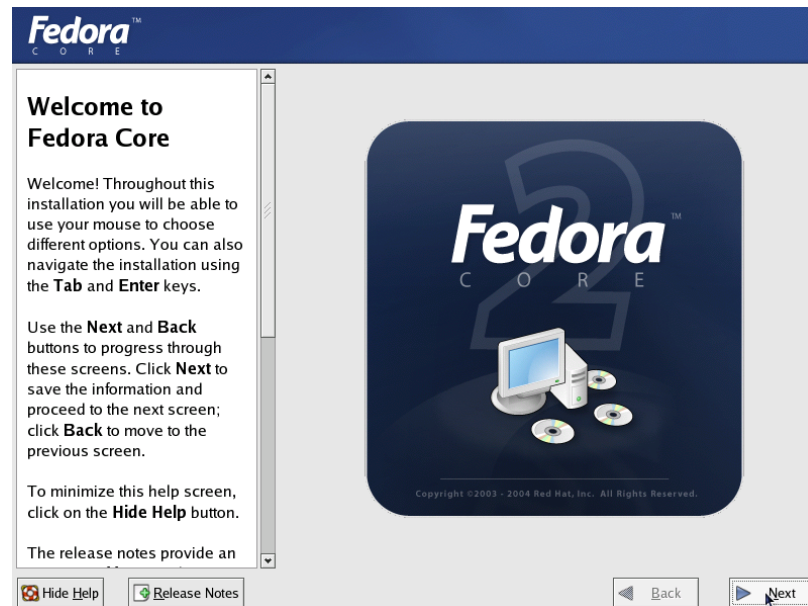 Fedora™
CORE
Welcome to
Fedora Core
Welcome! Throughout this
installation you will be able to
use your mouse to choose
different options. You can also
navigate the installation using
the Tab and Enter keys.
Use the Next and Back
buttons to progress through
these screens. Click Next to
save the information and
proceed to the next screen;
click Back to move to the
previous screen.
To minimize this help screen,
click on the Hide Help button.
The release notes provide an
2
Fedora™
CORE
Copyright ©2003 - 2004 Red Hat, Inc. All Rights Reserved.
Hide Help
Release Notes
Back
Next